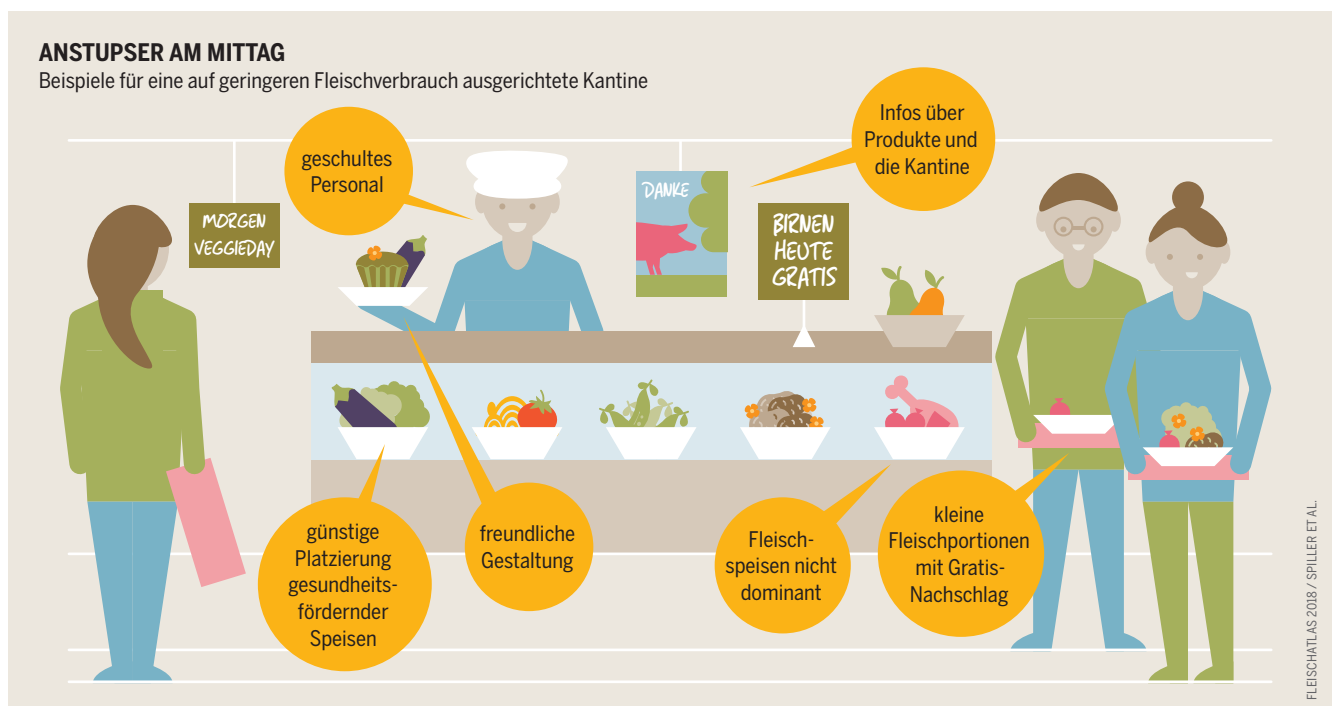 ANSTUPSER AM MITTAG
Beispiele für eine auf geringeren Fleischverbrauch ausgerichtete Kantine
geschultes
Personal
Infos über
Produkte und
die Kantine
MORGEN
VEGGIEDAY
DANKE
BIRNEN
HEUTE
GRATIS
günstige
Platzierung
gesundheits-
fördernder
Speisen
freundliche
Gestaltung
Fleisch-
speisen nicht
dominant
kleine
Fleischportionen
mit Gratis-
Nachschlag
FLEISCHATLAS 2018 / SPILLER ET AL.